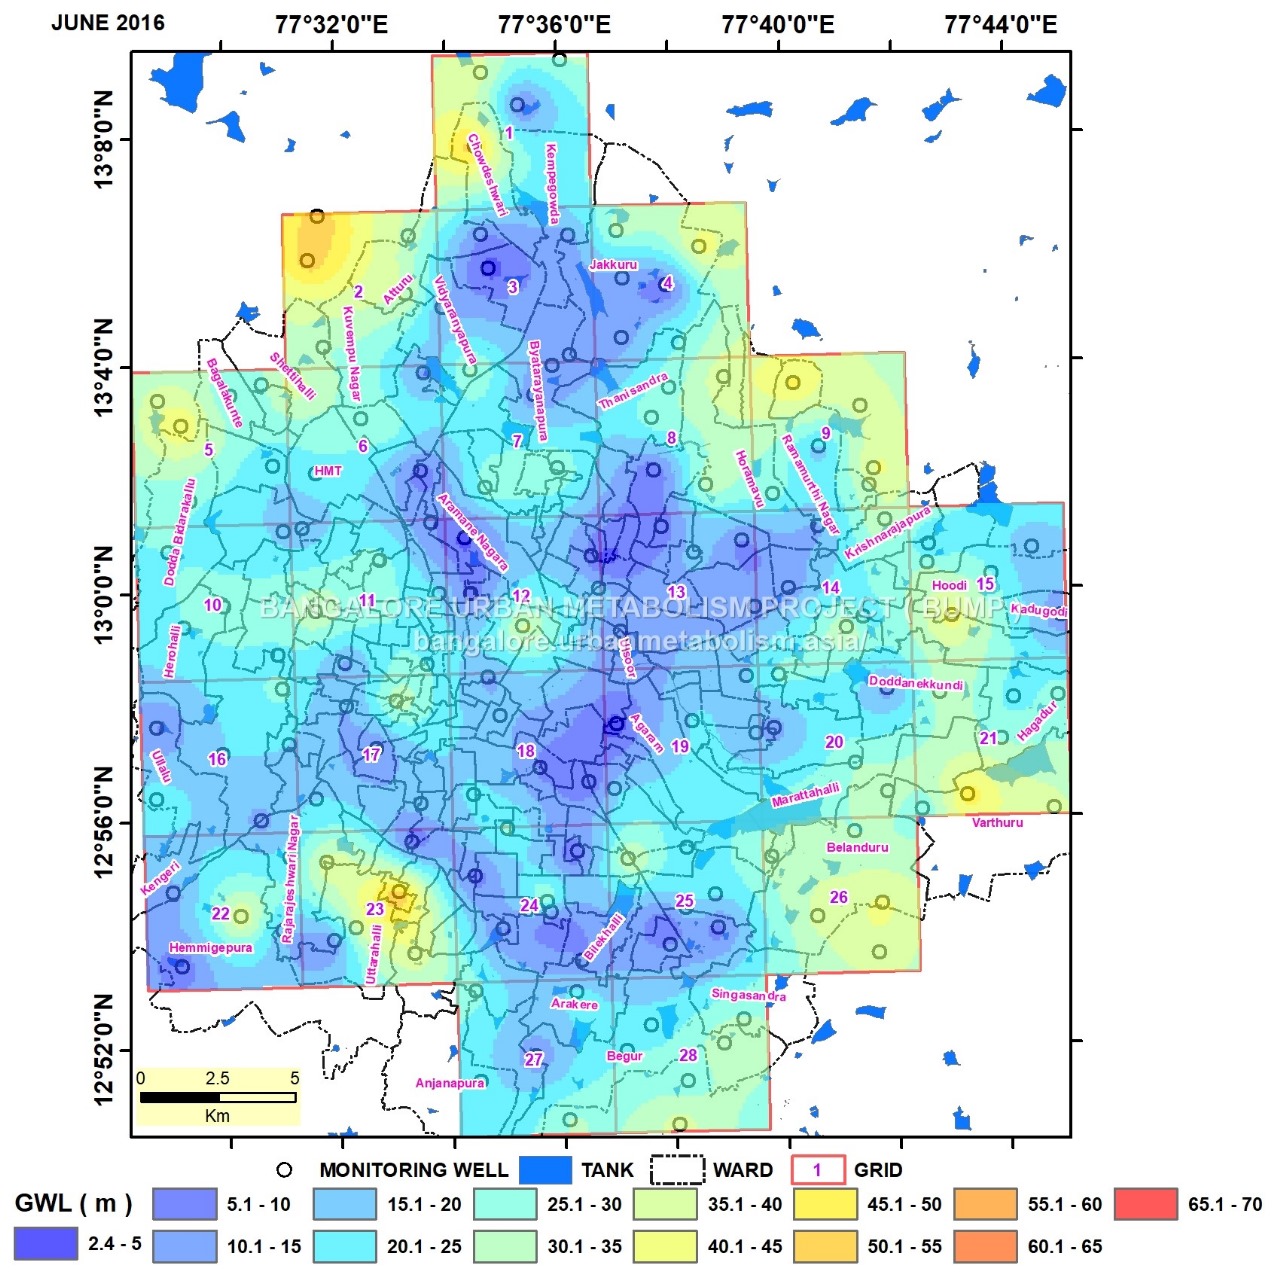 JUNE 2016
77°32'0"E
77°36'0"E
77°40'0"E
77°44'0"E
13°8'0"N
13°4'0"N
13°0'0"N
12°56'0"N
12°52'0"N
1
Chowdeshwari
Kempegowda
2
Atturu
Kuvempu Nagar
Vidyaranyapura
3
Jakkuru
4
Shettihalli
Bagalakunte
Byatarayanapura
Thanisandra
5
6
HMT
7
8
9
Horamavu
Ramamurthi Nagar
Dodda Bidarakallu
Aramane Nagara
Krishnarajapura
10
11
12
13
14
Hoodi
15
Kadugodi
BANGALORE URBAN METABOLISM PROJECT ( BUMP )
bangalore.urbanmetabolism.asia/
Herohalli
Doddanekkundi
Agaram
Hagadur
Ullalu
16
17
18
19
20
21
Marattahalli
Varthuru
Belanduru
Kengeri
Rajarajeshwari Nagar
22
23
24
25
26
Hemmigepura
Uttarahalli
Bilekhalli
Arakere
Singasandra
27
Begur
28
Anjanapura
0 2.5 5
Km
MONITORING WELL TANK WARD 1 GRID
GWL ( m )
5.1 - 10 15.1 - 20 25.1 - 30 35.1 - 40 45.1 - 50 55.1 - 60 65.1 - 70
2.4 - 5 10.1 - 15 20.1 - 25 30.1 - 35 40.1 - 45 50.1 - 55 60.1 - 65